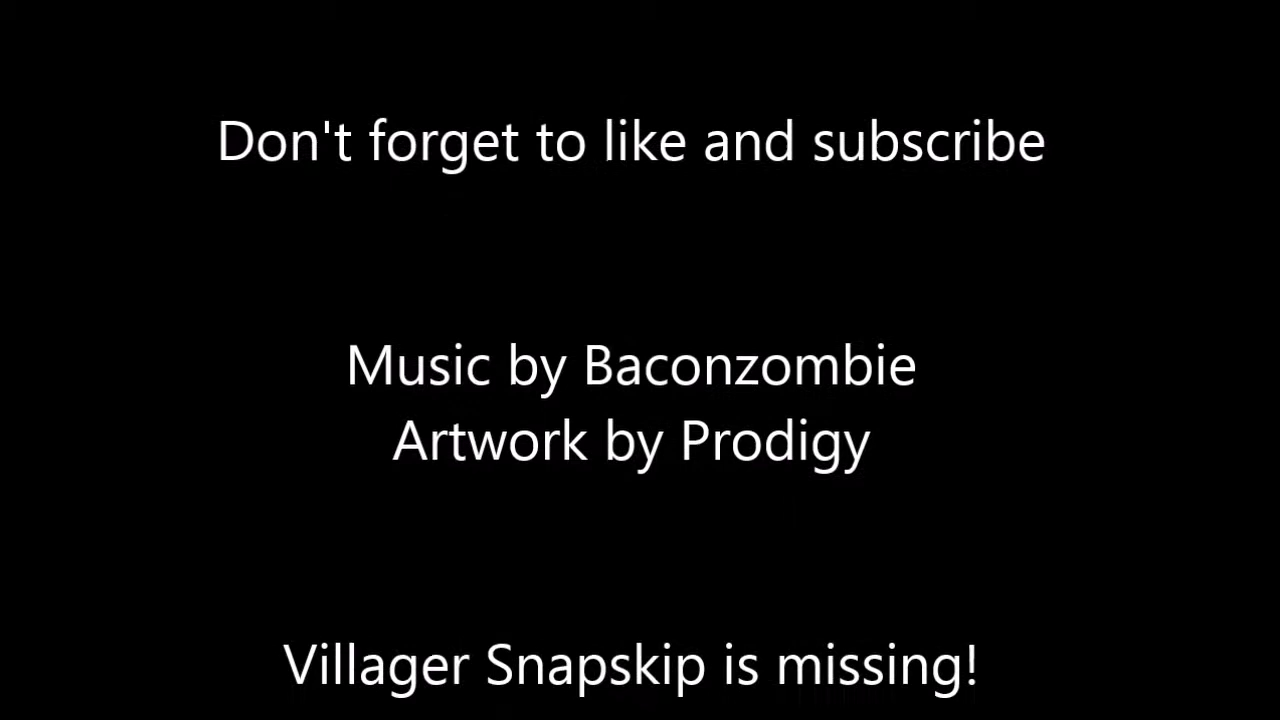 Don't forget to like and subscribe
Music by Baconzombie
Artwork by Prodigy
Villager Snapskip is missing!